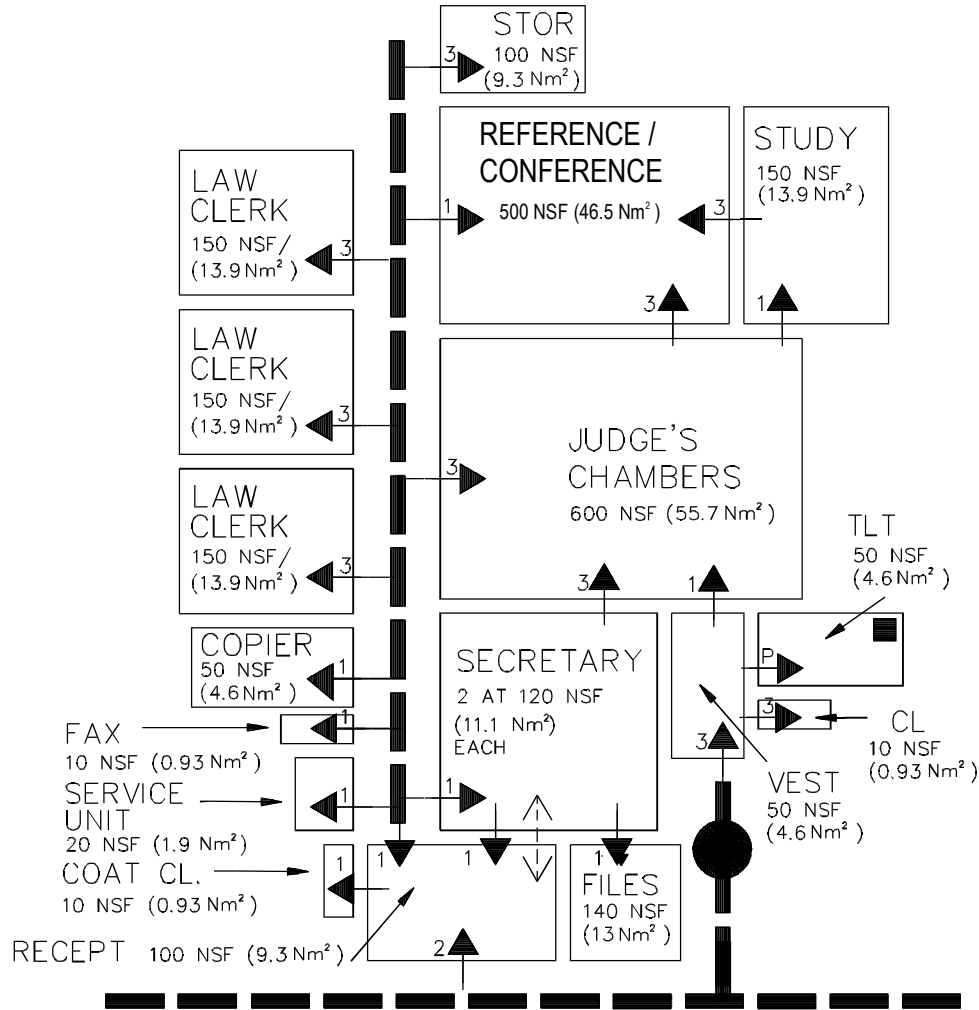 STOR
100 NSF
(9.3 Nm²)
3
REFERENCE /
CONFERENCE
500 NSF (46.5 Nm²)
1
3
3
STUDY
150 NSF
(13.9 Nm²)
1
LAW
CLERK
150 NSF/
(13.9 Nm²)
3
LAW
CLERK
150 NSF/
(13.9 Nm²)
3
LAW
CLERK
150 NSF/
(13.9 Nm²)
3
JUDGE'S
CHAMBERS
600 NSF (55.7 Nm²)
3
3
1
TLT
50 NSF
(4.6 Nm²)
P
COPIER
50 NSF
(4.6 Nm²)
1
SECRETARY
2 AT 120 NSF
(11.1 Nm²)
EACH
1
FAX
10 NSF (0.93 Nm²)
1
3
3
CL
10 NSF
(0.93 Nm²)
VEST
50 NSF
(4.6 Nm²)
SERVICE
UNIT
20 NSF (1.9 Nm²)
1
COAT CL.
10 NSF (0.93 Nm²)
1
1
1
1
FILES
140 NSF
(13 Nm²)
RECEPT 100 NSF (9.3 Nm²)
2